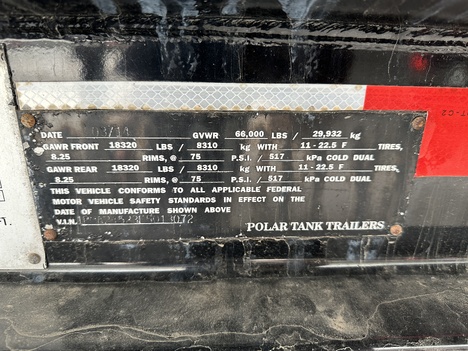 DATE 03/14 GVWR 66,000 LBS / 29,932 kg
GAWR FRONT 18320 LBS / 8310 kg WITH 11 - 22.5 F TIRES,
8.25 RIMS, @ 75 P.S.I. / 517 kPa COLD DUAL
GAWR REAR 18320 LBS / 8310 kg WITH 11 - 22.5 F TIRES,
8.25 RIMS, @ 75 P.S.I. / 517 kPa COLD DUAL
THIS VEHICLE CONFORMS TO ALL APPLICABLE FEDERAL
MOTOR VEHICLE SAFETY STANDARDS IN EFFECT ON THE
DATE OF MANUFACTURE SHOWN ABOVE
V.I.N.
POLAR TANK TRAILERS